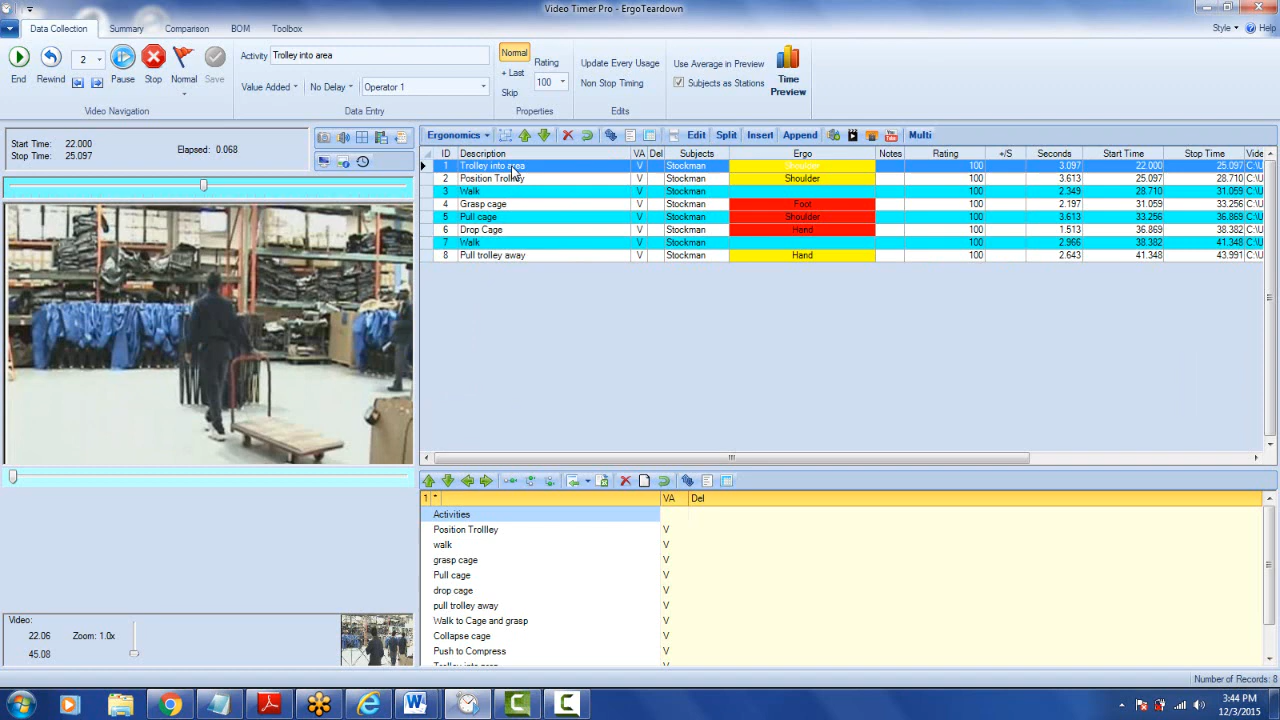 Video Timer Pro - ErgoTeardown
Data Collection Summary Comparison BOM Toolbox Style Help
End Rewind 2 Pause Stop Normal Save
Video Navigation
Activity Trolley into area
Value Added No Delay Operator 1
Data Entry
Normal
+ Last
Skip
Rating
100
Properties
Update Every Usage
Non Stop Timing
Edits
Use Average in Preview
Subjects as Stations
Time Preview
Start Time: 22.000
Stop Time: 25.097
Elapsed: 0.068
Ergonomics Edit Split Insert Append Multi
ID Description VA Del Subjects Ergo Notes Rating +/S Seconds Start Time Stop Time Vide
1 Trolley into area V Stockman Shoulder 100 3.097 22.000 25.097 C:\U
2 Position Trolley V Stockman Shoulder 100 3.613 25.097 28.710 C:\U
3 Walk V Stockman 100 2.349 28.710 31.059 C:\U
4 Grasp cage V Stockman Foot 100 2.197 31.059 33.256 C:\U
5 Pull cage V Stockman Shoulder 100 3.613 33.256 36.869 C:\U
6 Drop Cage V Stockman Hand 100 1.513 36.869 38.382 C:\U
7 Walk V Stockman 100 2.966 38.382 41.348 C:\U
8 Pull trolley away V Stockman Hand 100 2.643 41.348 43.991 C:\U
1 * VA Del
Activities
Position Trollley V
walk V
grasp cage V
Pull cage V
drop cage V
pull trolley away V
Walk to Cage and grasp V
Collapse cage V
Push to Compress V
Trolley into area
Video:
22.06 Zoom: 1.0x
45.08
Number of Records: 8
3:44 PM
12/3/2015